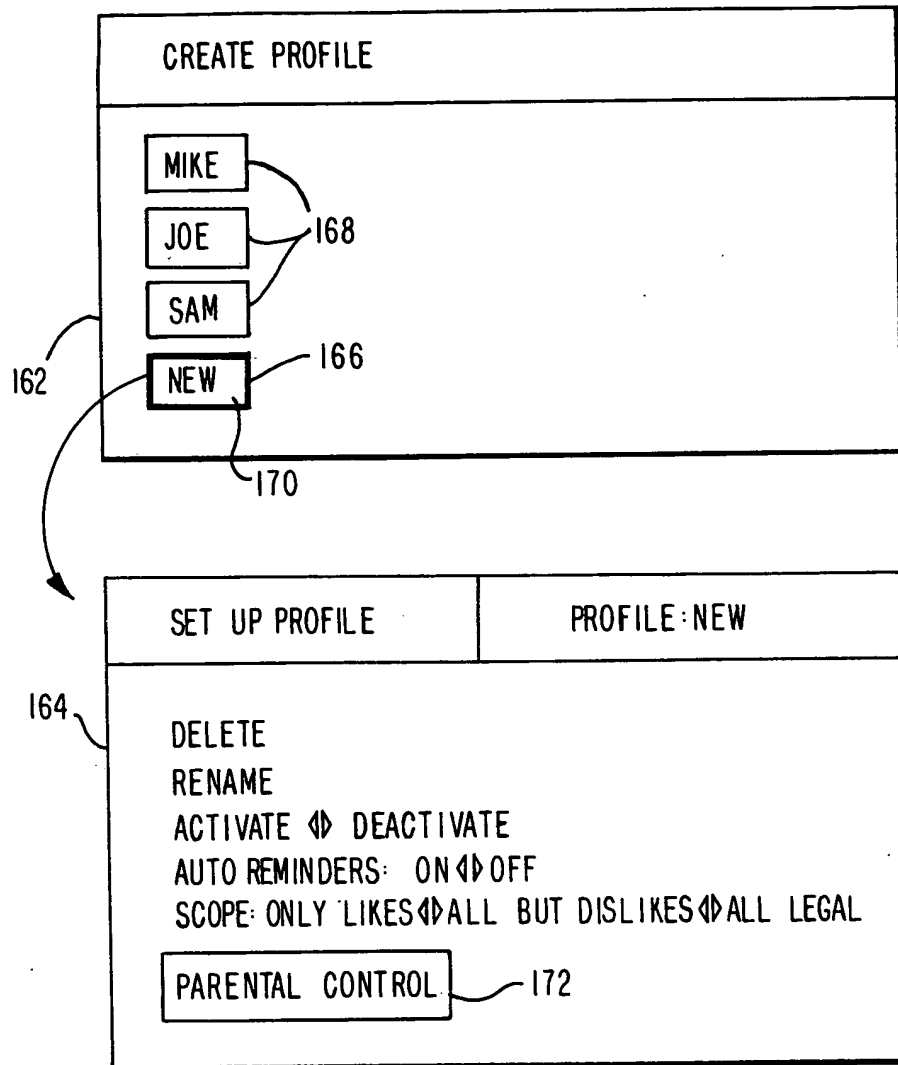 CREATE PROFILE
MIKE
JOE
168
SAM
162
NEW
166
170
SET UP PROFILE
PROFILE:NEW
164
DELETE
RENAME
ACTIVATE ◁▷ DEACTIVATE
AUTO REMINDERS: ON ◁▷ OFF
SCOPE: ONLY LIKES ◁▷ ALL BUT DISLIKES ◁▷ ALL LEGAL
PARENTAL CONTROL
172